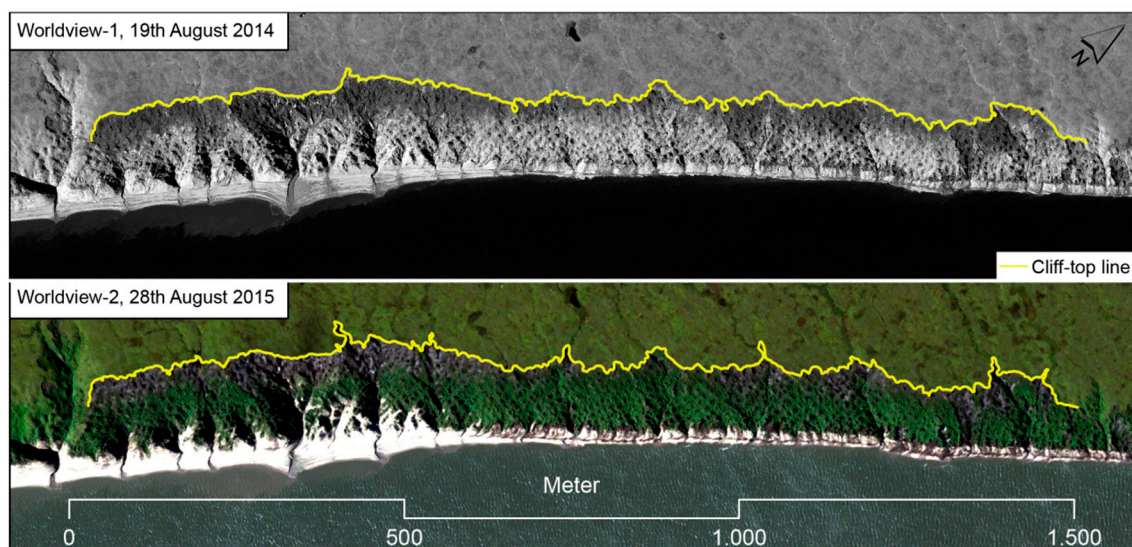 Worldview-1, 19th August 2014
N
Cliff-top line
Worldview-2, 28th August 2015
Meter
0 500 1.000 1.500